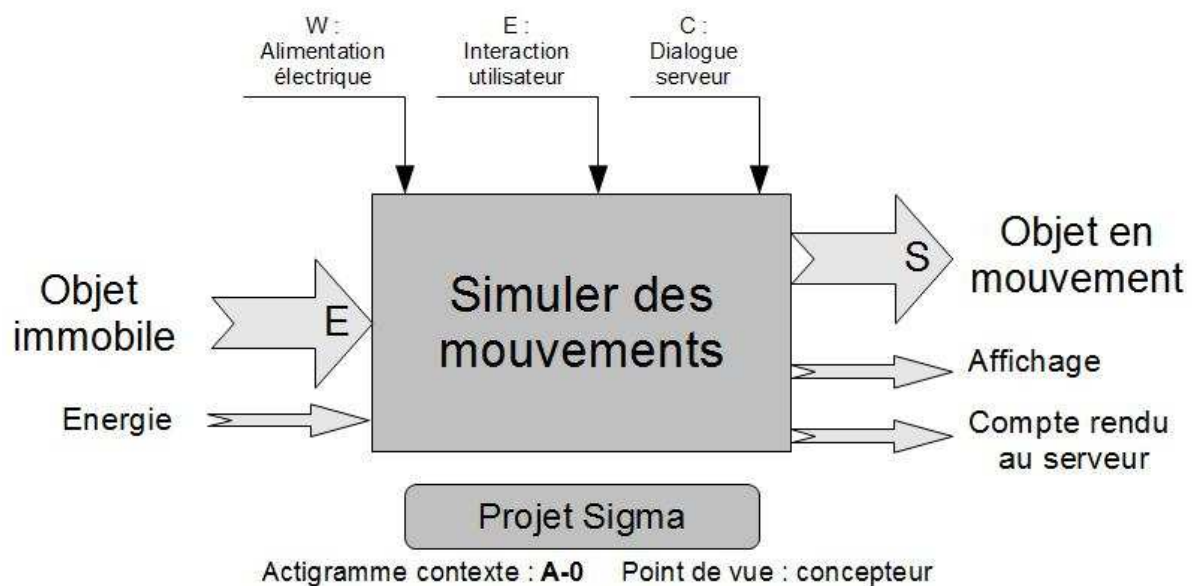 W :
Alimentation
électrique
E :
Interaction
utilisateur
C :
Dialogue
serveur
Objet
immobile
E
Energie
Simuler des
mouvements
S
Objet en
mouvement
Affichage
Compte rendu
au serveur
Projet Sigma
Actigramme contexte : A-0 Point de vue : concepteur